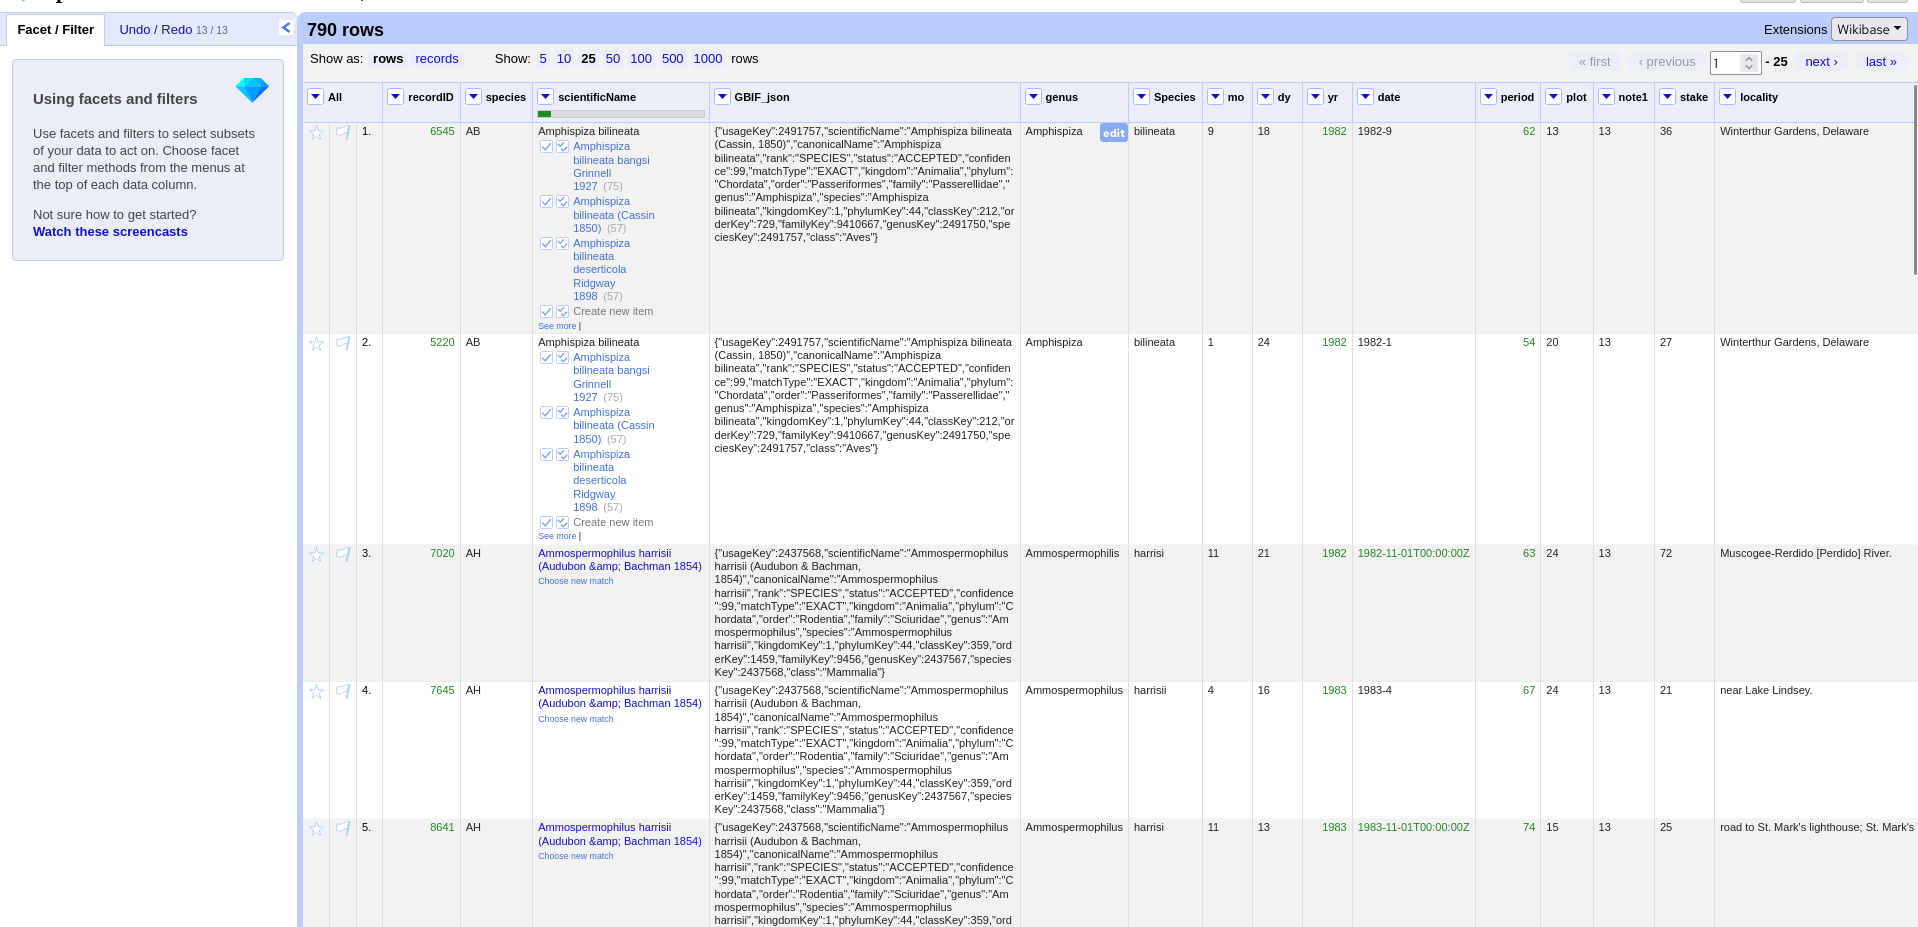 Facet / Filter Undo / Redo 13 / 13
Using facets and filters
Use facets and filters to select subsets
of your data to act on. Choose facet
and filter methods from the menus at
the top of each data column.
Not sure how to get started?
Watch these screencasts
790 rows Extensions Wikibase
Show as: rows records Show: 5 10 25 50 100 500 1000 rows « first ‹ previous 1 - 25 next › last »
All recordID species scientificName GBIF_json genus Species mo dy yr date period plot note1 stake locality
1. 6545 AB Amphispiza bilineata
Amphispiza
bilineata bangsi
Grinnell
1927 (75)
Amphispiza
bilineata (Cassin
1850) (57)
Amphispiza
bilineata
deserticola
Ridgway
1898 (57)
Create new item
See more |
{"usageKey":2491757,"scientificName":"Amphispiza bilineata
(Cassin, 1850)","canonicalName":"Amphispiza
bilineata","rank":"SPECIES","status":"ACCEPTED","confiden
ce":99,"matchType":"EXACT","kingdom":"Animalia","phylum":
"Chordata","order":"Passeriformes","family":"Passerellidae","
genus":"Amphispiza","species":"Amphispiza
bilineata","kingdomKey":1,"phylumKey":44,"classKey":212,"or
derKey":729,"familyKey":9410667,"genusKey":2491750,"spe
ciesKey":2491757,"class":"Aves"}
Amphispiza edit bilineata 9 18 1982 1982-9 62 13 13 36 Winterthur Gardens, Delaware
2. 5220 AB Amphispiza bilineata
Amphispiza
bilineata bangsi
Grinnell
1927 (75)
Amphispiza
bilineata (Cassin
1850) (57)
Amphispiza
bilineata
deserticola
Ridgway
1898 (57)
Create new item
See more |
{"usageKey":2491757,"scientificName":"Amphispiza bilineata
(Cassin, 1850)","canonicalName":"Amphispiza
bilineata","rank":"SPECIES","status":"ACCEPTED","confiden
ce":99,"matchType":"EXACT","kingdom":"Animalia","phylum":
"Chordata","order":"Passeriformes","family":"Passerellidae","
genus":"Amphispiza","species":"Amphispiza
bilineata","kingdomKey":1,"phylumKey":44,"classKey":212,"or
derKey":729,"familyKey":9410667,"genusKey":2491750,"spe
ciesKey":2491757,"class":"Aves"}
Amphispiza bilineata 1 24 1982 1982-1 54 20 13 27 Winterthur Gardens, Delaware
3. 7020 AH Ammospermophilus harrisii
(Audubon &amp; Bachman 1854)
Choose new match
{"usageKey":2437568,"scientificName":"Ammospermophilus
harrisii (Audubon & Bachman,
1854)","canonicalName":"Ammospermophilus
harrisii","rank":"SPECIES","status":"ACCEPTED","confidence
":99,"matchType":"EXACT","kingdom":"Animalia","phylum":"C
hordata","order":"Rodentia","family":"Sciuridae","genus":"Am
mospermophilus","species":"Ammospermophilus
harrisii","kingdomKey":1,"phylumKey":44,"classKey":359,"ord
erKey":1459,"familyKey":9456,"genusKey":2437567,"species
Key":2437568,"class":"Mammalia"}
Ammospermophilis harrisi 11 21 1982 1982-11-01T00:00:00Z 63 24 13 72 Muscogee-Rerdido [Perdido] River.
4. 7645 AH Ammospermophilus harrisii
(Audubon &amp; Bachman 1854)
Choose new match
{"usageKey":2437568,"scientificName":"Ammospermophilus
harrisii (Audubon & Bachman,
1854)","canonicalName":"Ammospermophilus
harrisii","rank":"SPECIES","status":"ACCEPTED","confidence
":99,"matchType":"EXACT","kingdom":"Animalia","phylum":"C
hordata","order":"Rodentia","family":"Sciuridae","genus":"Am
mospermophilus","species":"Ammospermophilus
harrisii","kingdomKey":1,"phylumKey":44,"classKey":359,"ord
erKey":1459,"familyKey":9456,"genusKey":2437567,"species
Key":2437568,"class":"Mammalia"}
Ammospermophilus harrisii 4 16 1983 1983-4 67 24 13 21 near Lake Lindsey.
5. 8641 AH Ammospermophilus harrisii
(Audubon &amp; Bachman 1854)
Choose new match
{"usageKey":2437568,"scientificName":"Ammospermophilus
harrisii (Audubon & Bachman,
1854)","canonicalName":"Ammospermophilus
harrisii","rank":"SPECIES","status":"ACCEPTED","confidence
":99,"matchType":"EXACT","kingdom":"Animalia","phylum":"C
hordata","order":"Rodentia","family":"Sciuridae","genus":"Am
mospermophilus","species":"Ammospermophilus
harrisii","kingdomKey":1,"phylumKey":44,"classKey":359,"ord
Ammospermophilus harrisi 11 13 1983 1983-11-01T00:00:00Z 74 15 13 25 road to St. Mark's lighthouse; St. Mark's